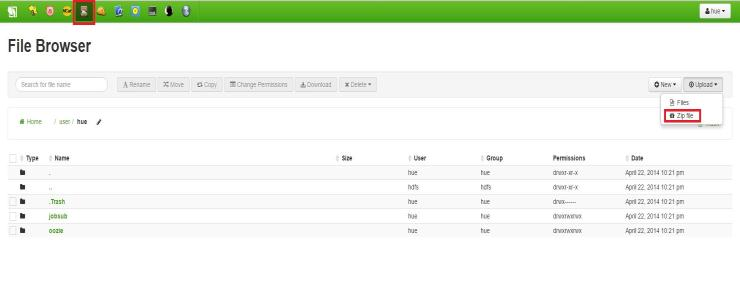 hue
File Browser
Search for file name Rename Move Copy Change Permissions Download Delete New Upload
Files
Zip file
Home / user / hue
Type Name Size User Group Permissions Date
. hue hue drwxr-xr-x April 22, 2014 10:21 pm
.. hdfs hdfs drwxr-xr-x April 22, 2014 10:21 pm
.Trash hue hue drwx------ April 22, 2014 10:21 pm
jobsub hue hue drwxrwxrwx April 22, 2014 10:21 pm
oozie hue hue drwxrwxrwx April 22, 2014 10:21 pm